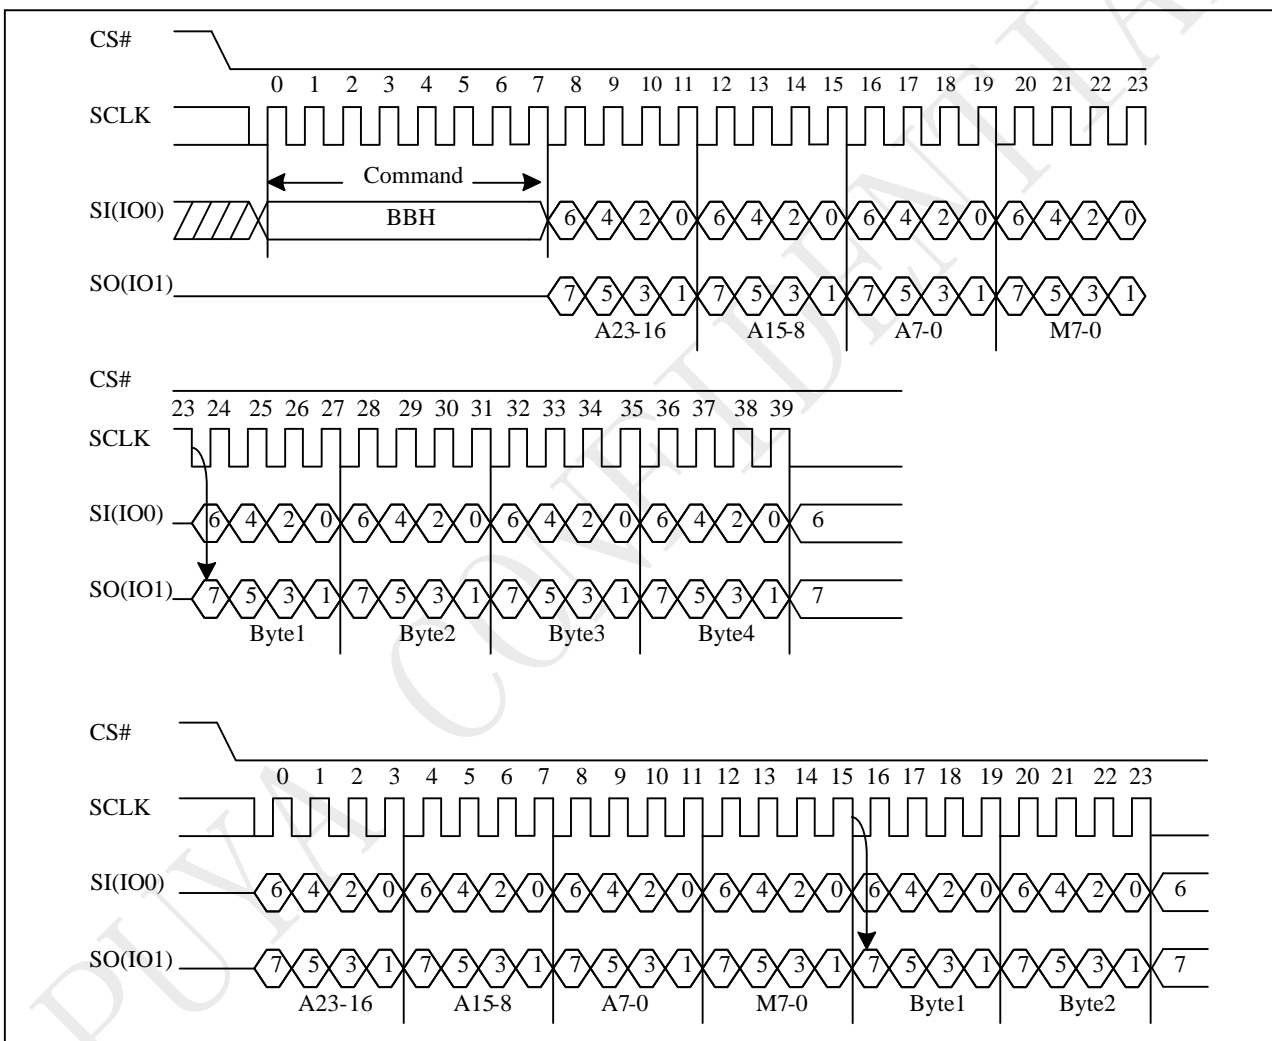 CS#
0 1 2 3 4 5 6 7 8 9 10 11 12 13 14 15 16 17 18 19 20 21 22 23
SCLK
Command
SI(IO0) BBH 6 4 2 0 6 4 2 0 6 4 2 0 6 4 2 0
SO(IO1) 7 5 3 1 7 5 3 1 7 5 3 1 7 5 3 1
A23-16 A15-8 A7-0 M7-0
CS#
23 24 25 26 27 28 29 30 31 32 33 34 35 36 37 38 39
SCLK
SI(IO0) 6 4 2 0 6 4 2 0 6 4 2 0 6 4 2 0 6
SO(IO1) 7 5 3 1 7 5 3 1 7 5 3 1 7 5 3 1 7
Byte1 Byte2 Byte3 Byte4
CS#
0 1 2 3 4 5 6 7 8 9 10 11 12 13 14 15 16 17 18 19 20 21 22 23
SCLK
SI(IO0) 6 4 2 0 6 4 2 0 6 4 2 0 6 4 2 0 6 4 2 0 6 4 2 0 6
SO(IO1) 7 5 3 1 7 5 3 1 7 5 3 1 7 5 3 1 7 5 3 1 7 5 3 1 7
A23-16 A15-8 A7-0 M7-0 Byte1 Byte2
PUYA CONFIDENTIA